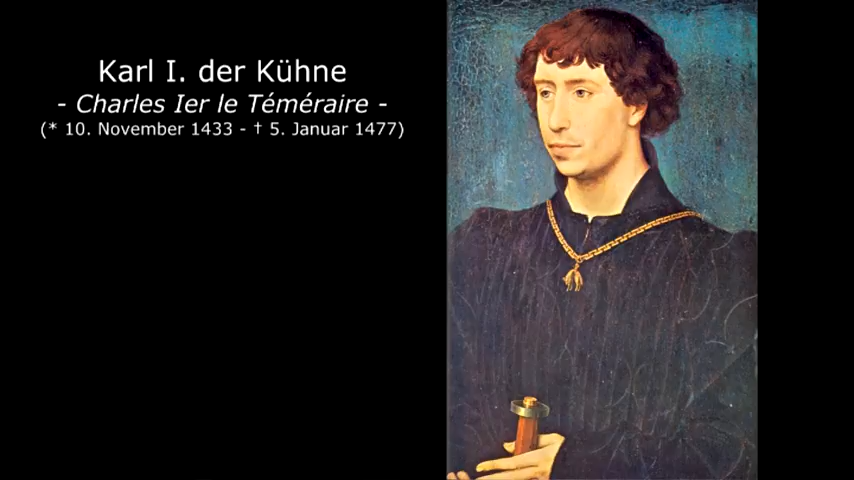 Karl I. der Kühne
- Charles Ier le Téméraire -
(* 10. November 1433 - † 5. Januar 1477)